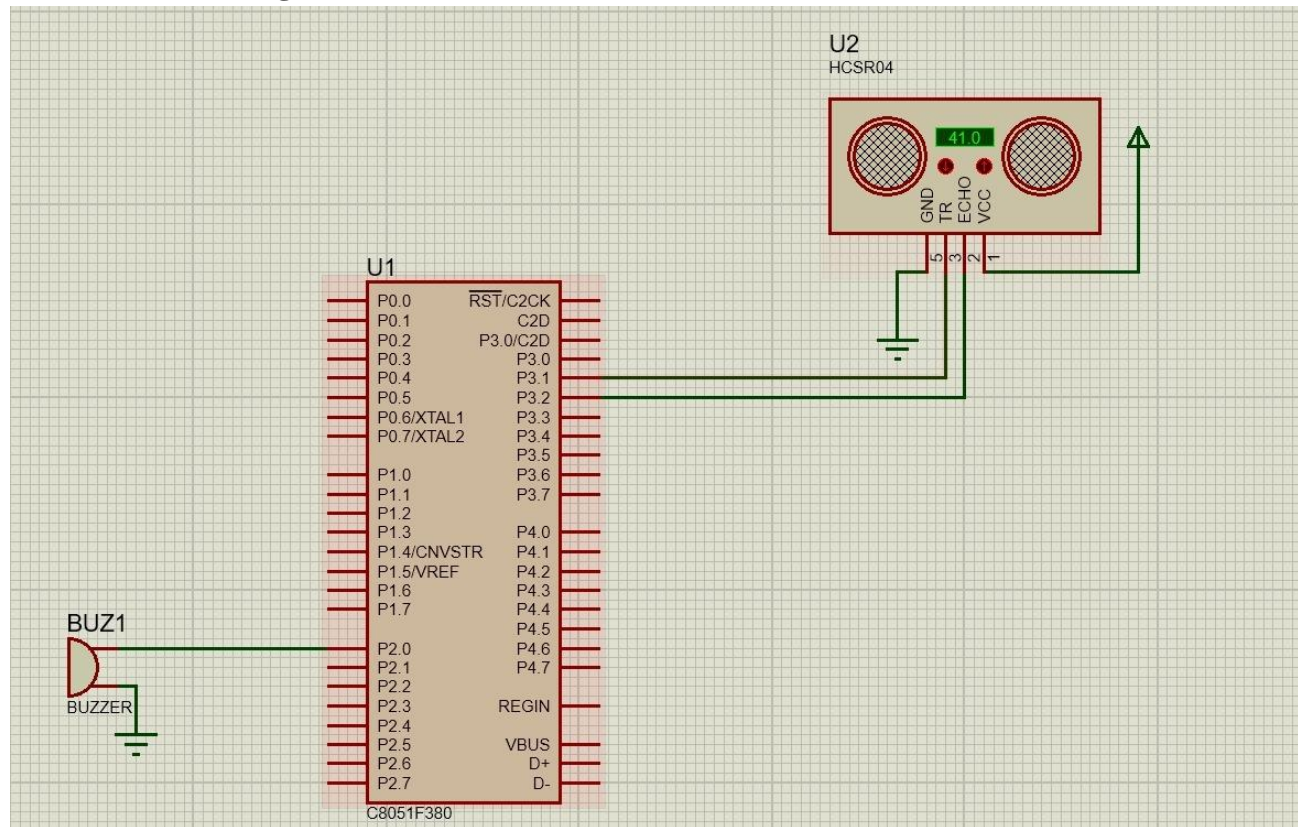 U2
HCSR04
41.0
GND
TR
ECHO
VCC
5
3
2
1
U1
P0.0 RST/C2CK
P0.1 C2D
P0.2 P3.0/C2D
P0.3 P3.0
P0.4 P3.1
P0.5 P3.2
P0.6/XTAL1 P3.3
P0.7/XTAL2 P3.4
P3.5
P1.0 P3.6
P1.1 P3.7
P1.2
P1.3 P4.0
P1.4/CNVSTR P4.1
P1.5/VREF P4.2
P1.6 P4.3
P1.7 P4.4
P4.5
P2.0 P4.6
P2.1 P4.7
P2.2
P2.3 REGIN
P2.4
P2.5 VBUS
P2.6 D+
P2.7 D-
C8051F380
BUZ1
BUZZER